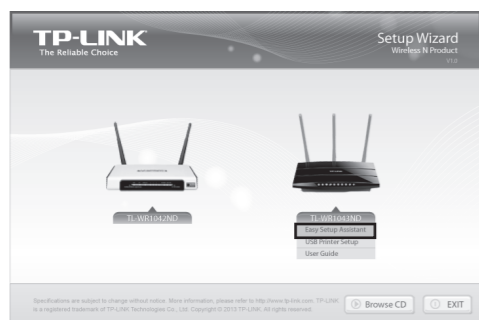 TP-LINK
The Reliable Choice
Setup Wizard
Wireless N Product
V1.0
TL-WR1042ND
TL-WR1043ND
Easy Setup Assistant
USB Printer Setup
User Guide
Specifications are subject to change without notice. More information, please refer to http://www.tp-link.com. TP-LINK
is a registered trademark of TP-LINK Technologies Co., Ltd. Copyright © 2013 TP-LINK. All rights reserved.
Browse CD
EXIT